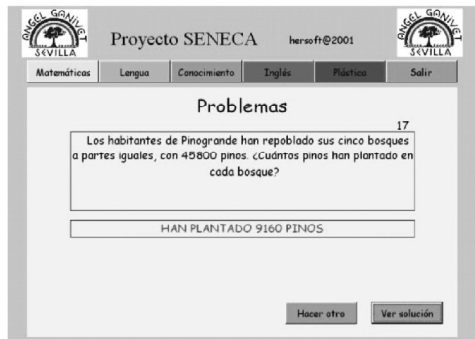 ANGEL GANIVET
SEVILLA
Proyecto SENECA
hersoft@2001
ANGEL GANIVET
SEVILLA
Matemáticas
Lengua
Conocimiento
Inglés
Plástica
Salir
Problemas
17
Los habitantes de Pinogrande han repoblado sus cinco bosques
a partes iguales, con 45800 pinos. ¿Cuántos pinos han plantado en
cada bosque?
HAN PLANTADO 9160 PINOS
Hacer otro
Ver solución